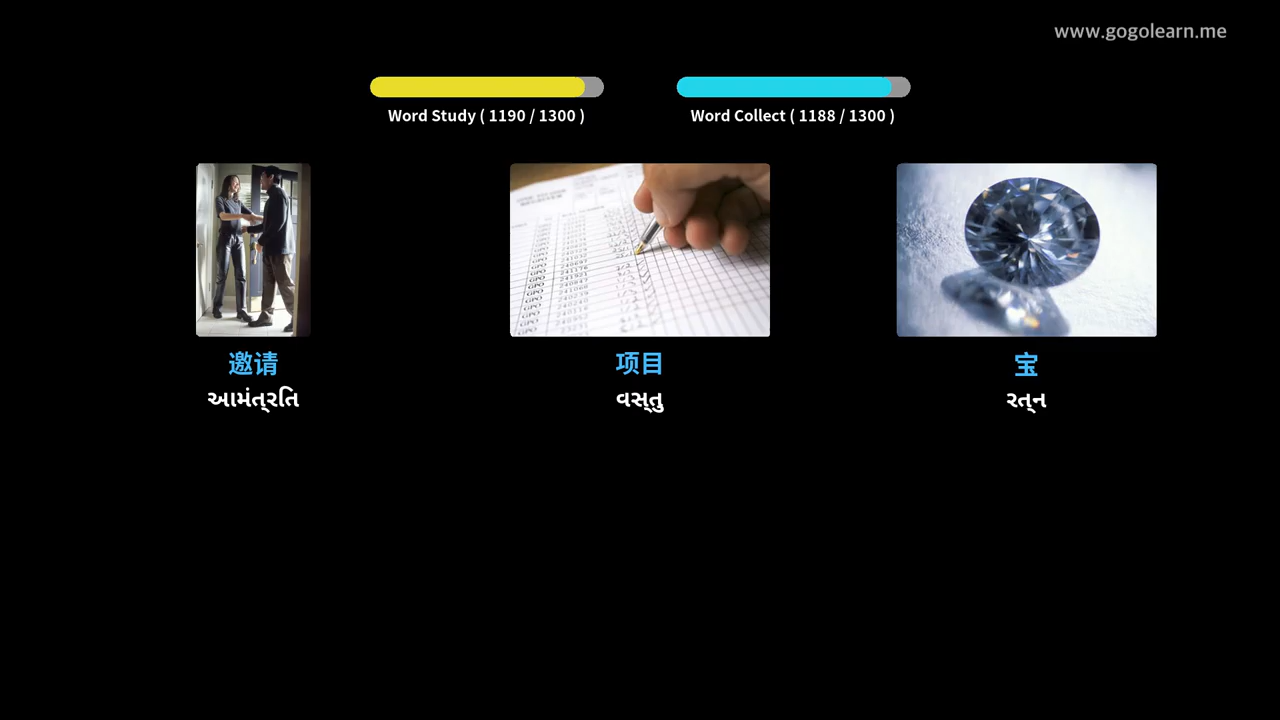 www.gogolearn.me
Word Study ( 1190 / 1300 )
Word Collect ( 1188 / 1300 )
邀请
项目
宝
આમંત્રતિ
વસ્તુ
રત્ન